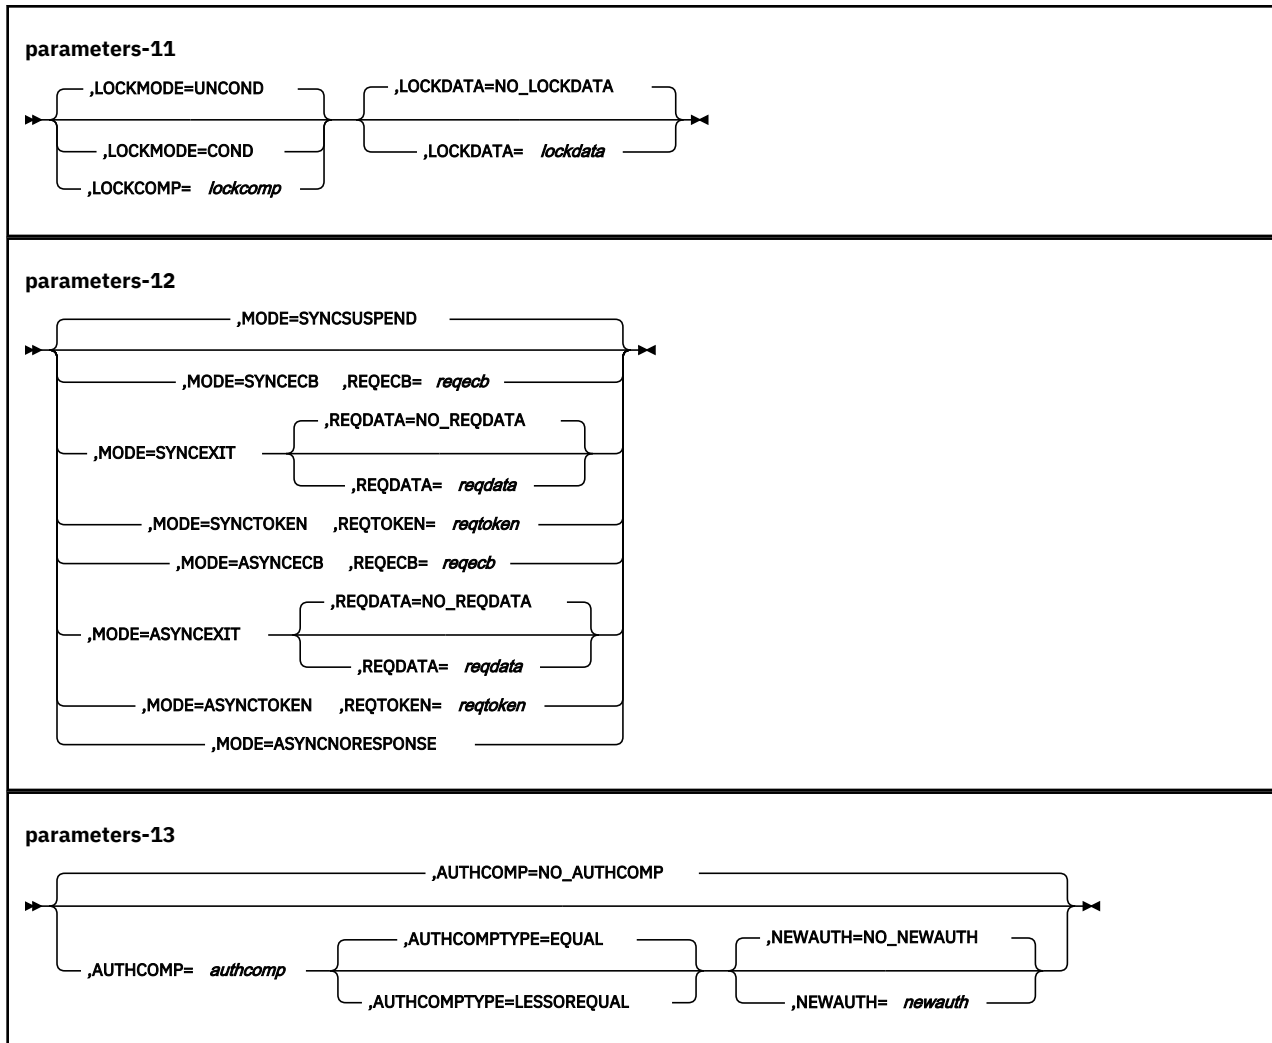 parameters-11
,LOCKMODE=UNCOND ,LOCKDATA=NO_LOCKDATA
,LOCKMODE=COND ,LOCKDATA= lockdata
,LOCKCOMP= lockcomp
parameters-12
,MODE=SYNCSUSPEND
,MODE=SYNCECB ,REQECB= reqecb
,REQDATA=NO_REQDATA
,MODE=SYNCEXIT
,REQDATA= reqdata
,MODE=SYNCTOKEN ,REQTOKEN= reqtoken
,MODE=ASYNCECB ,REQECB= reqecb
,REQDATA=NO_REQDATA
,MODE=ASYNCEXIT
,REQDATA= reqdata
,MODE=ASYNCTOKEN ,REQTOKEN= reqtoken
,MODE=ASYNCNORESPONSE
parameters-13
,AUTHCOMP=NO_AUTHCOMP
,AUTHCOMPTYPE=EQUAL ,NEWAUTH=NO_NEWAUTH
,AUTHCOMP= authcomp
,AUTHCOMPTYPE=LESSOREQUAL ,NEWAUTH= newauth